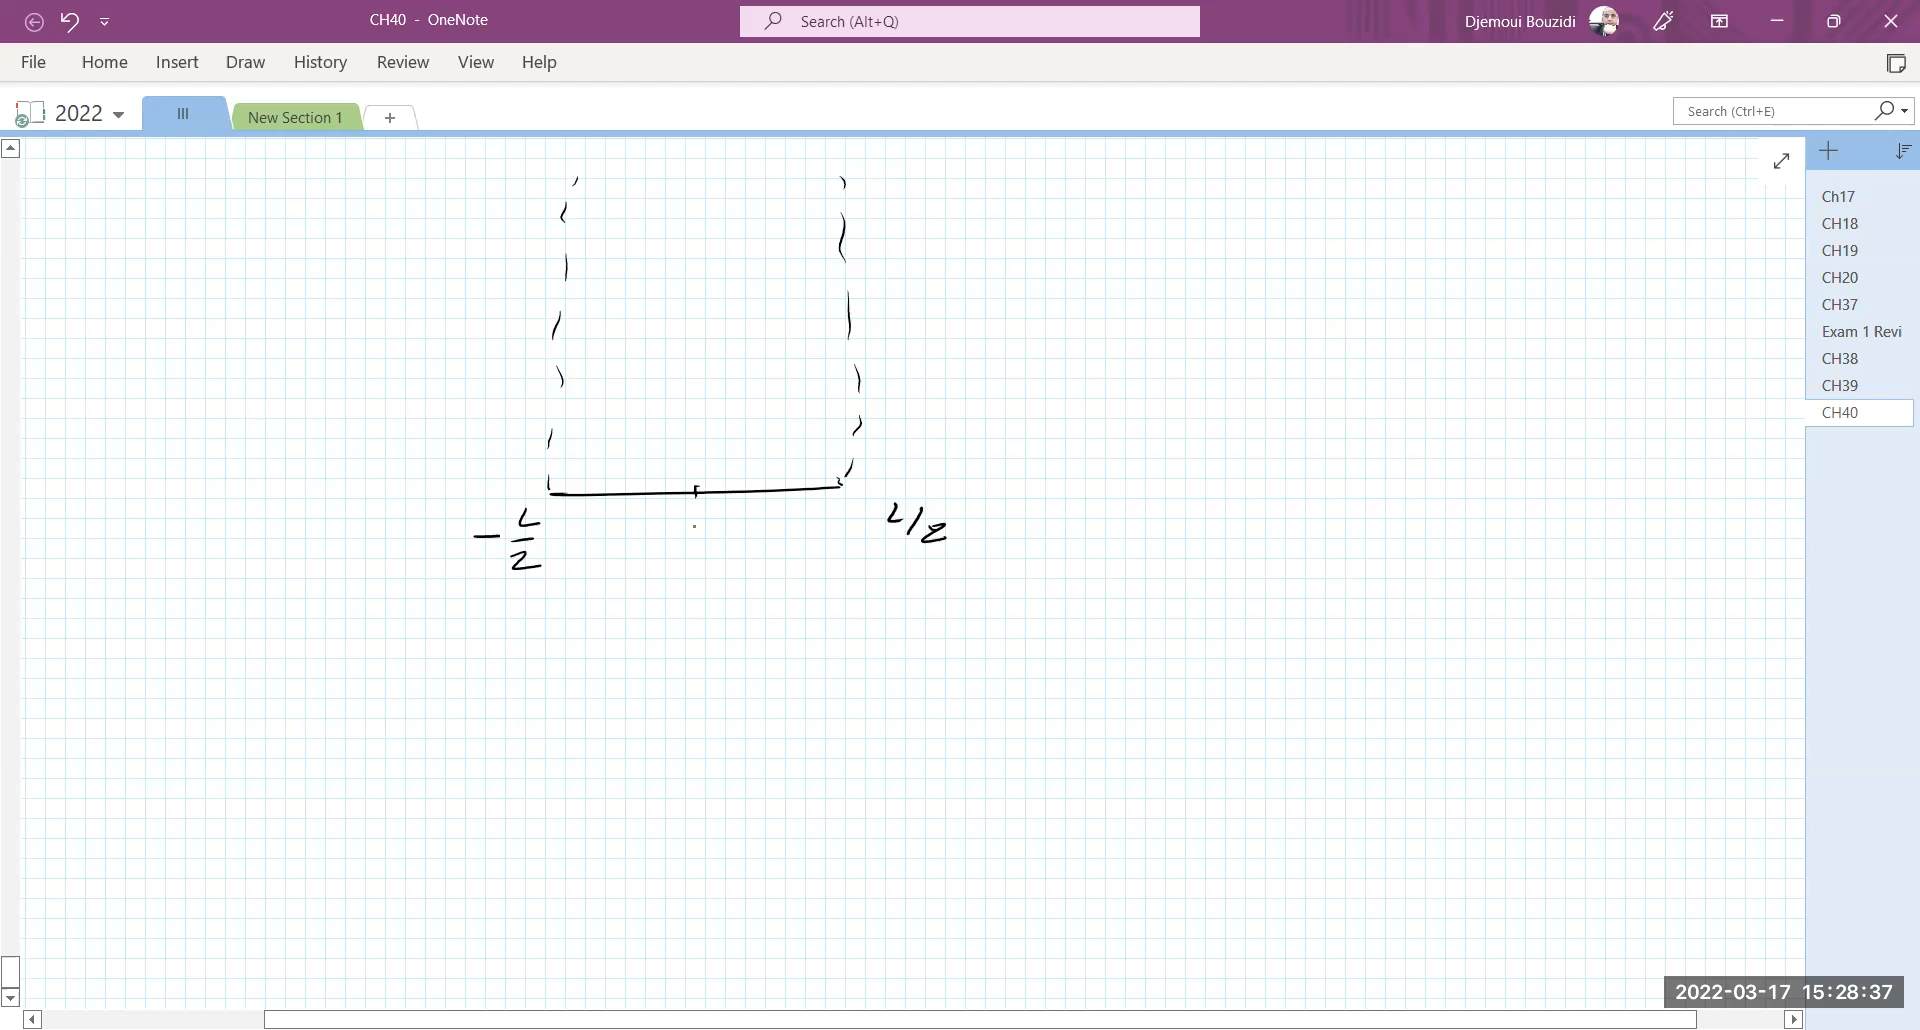 CH40 - OneNote
Search (Alt+Q)
Djemoui Bouzidi
File Home Insert Draw History Review View Help
2022
III
New Section 1
+
Search (Ctrl+E)
Ch17
CH18
CH19
CH20
CH37
Exam 1 Revi
CH38
CH39
CH40
- L/2
L/2
2022-03-17 15:28:37